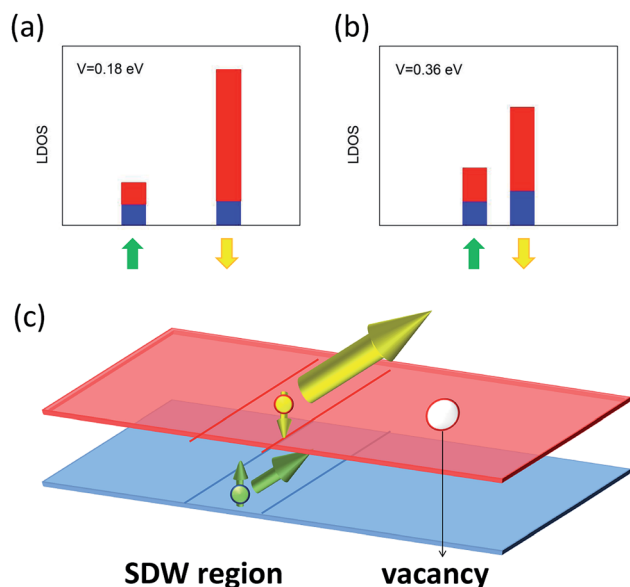 (a)
(b)
V=0.18 eV
V=0.36 eV
LDOS
LDOS
(c)
SDW region
vacancy